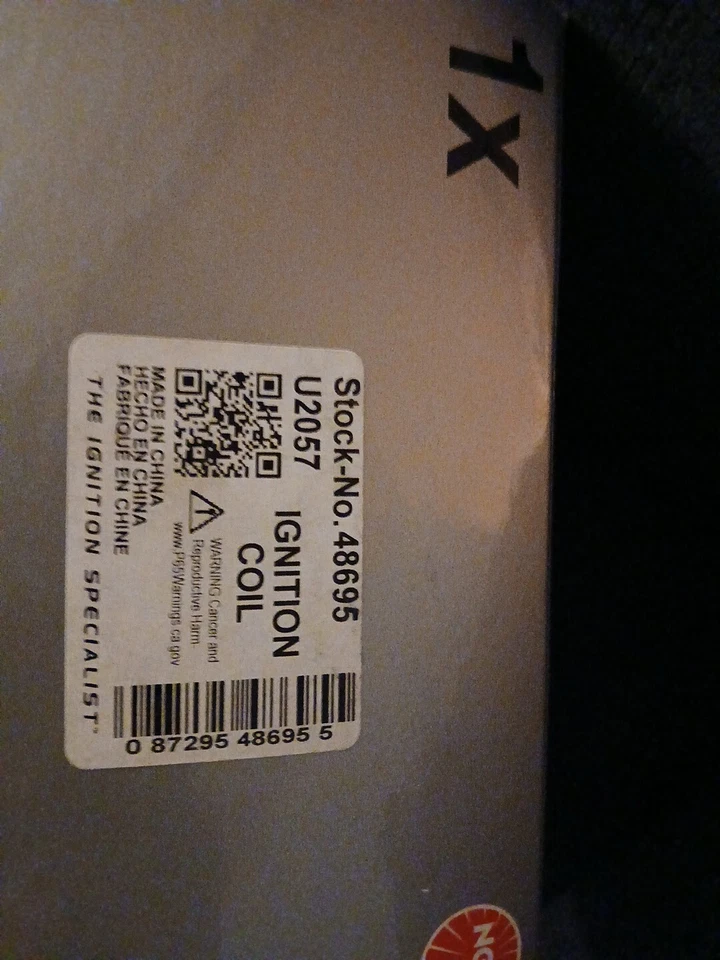 1X
Stock-No. 48695
U2057
IGNITION
COIL
WARNING Cancer and
Reproductive Harm-
www.P65Warnings.ca.gov
MADE IN CHINA
HECHO EN CHINA
FABRIQUÉ EN CHINE
THE IGNITION SPECIALIST
0 87295 48695 5